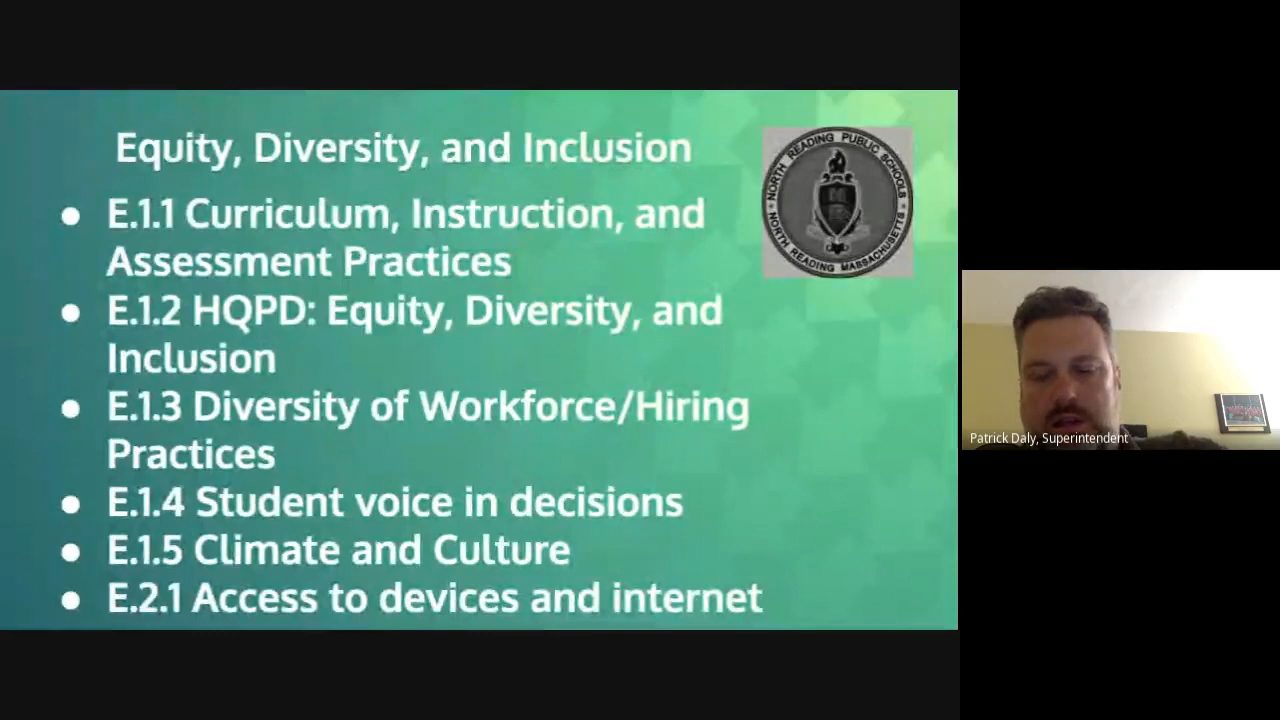 Equity, Diversity, and Inclusion
● E.1.1 Curriculum, Instruction, and
Assessment Practices
● E.1.2 HQPD: Equity, Diversity, and
Inclusion
● E.1.3 Diversity of Workforce/Hiring
Practices
● E.1.4 Student voice in decisions
● E.1.5 Climate and Culture
● E.2.1 Access to devices and internet
NORTH READING PUBLIC SCHOOLS
NORTH READING MASSACHUSETTS
Patrick Daly, Superintendent